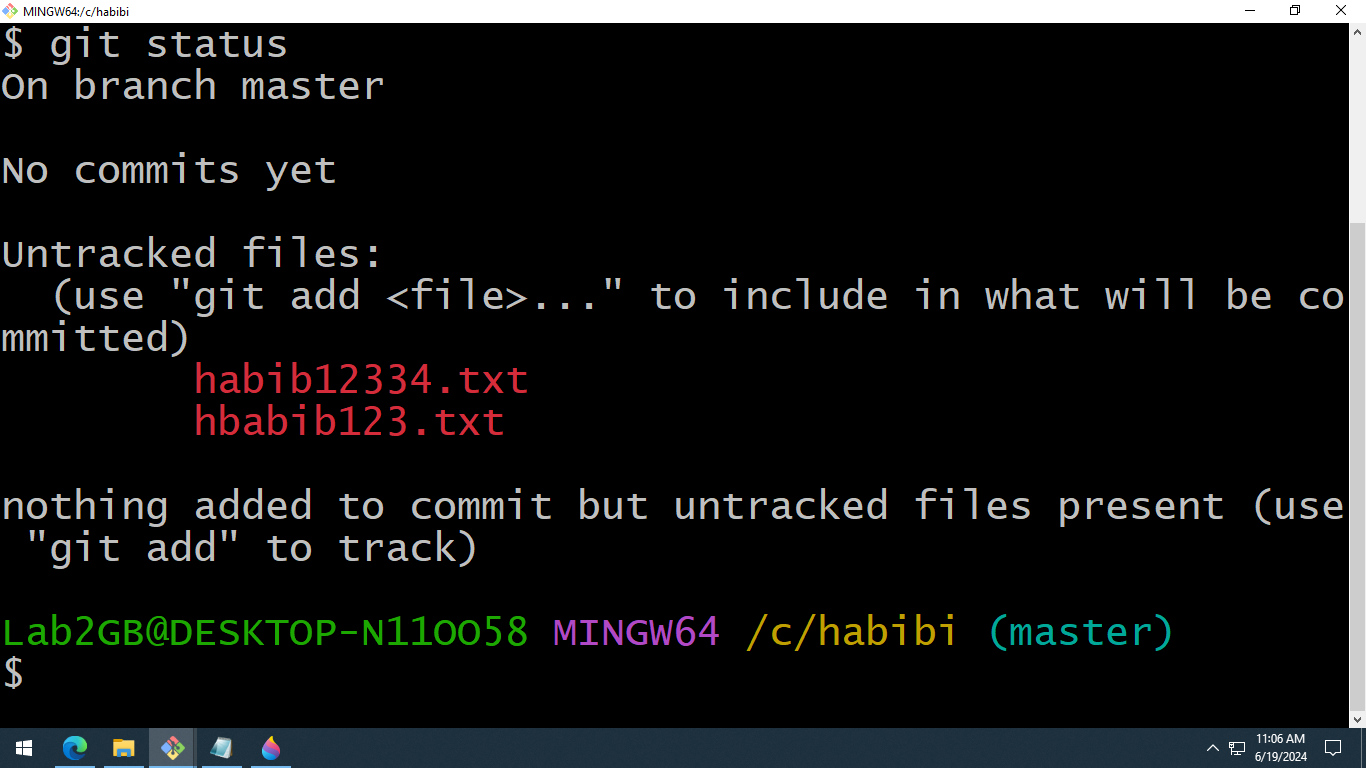 MINGW64:/c/habibi
$ git status
On branch master
No commits yet
Untracked files:
(use "git add <file>..." to include in what will be co
mmitted)
habib12334.txt
hbabib123.txt
nothing added to commit but untracked files present (use
"git add" to track)
Lab2GB@DESKTOP-N11OO58 MINGW64 /c/habibi (master)
$
11:06 AM
6/19/2024